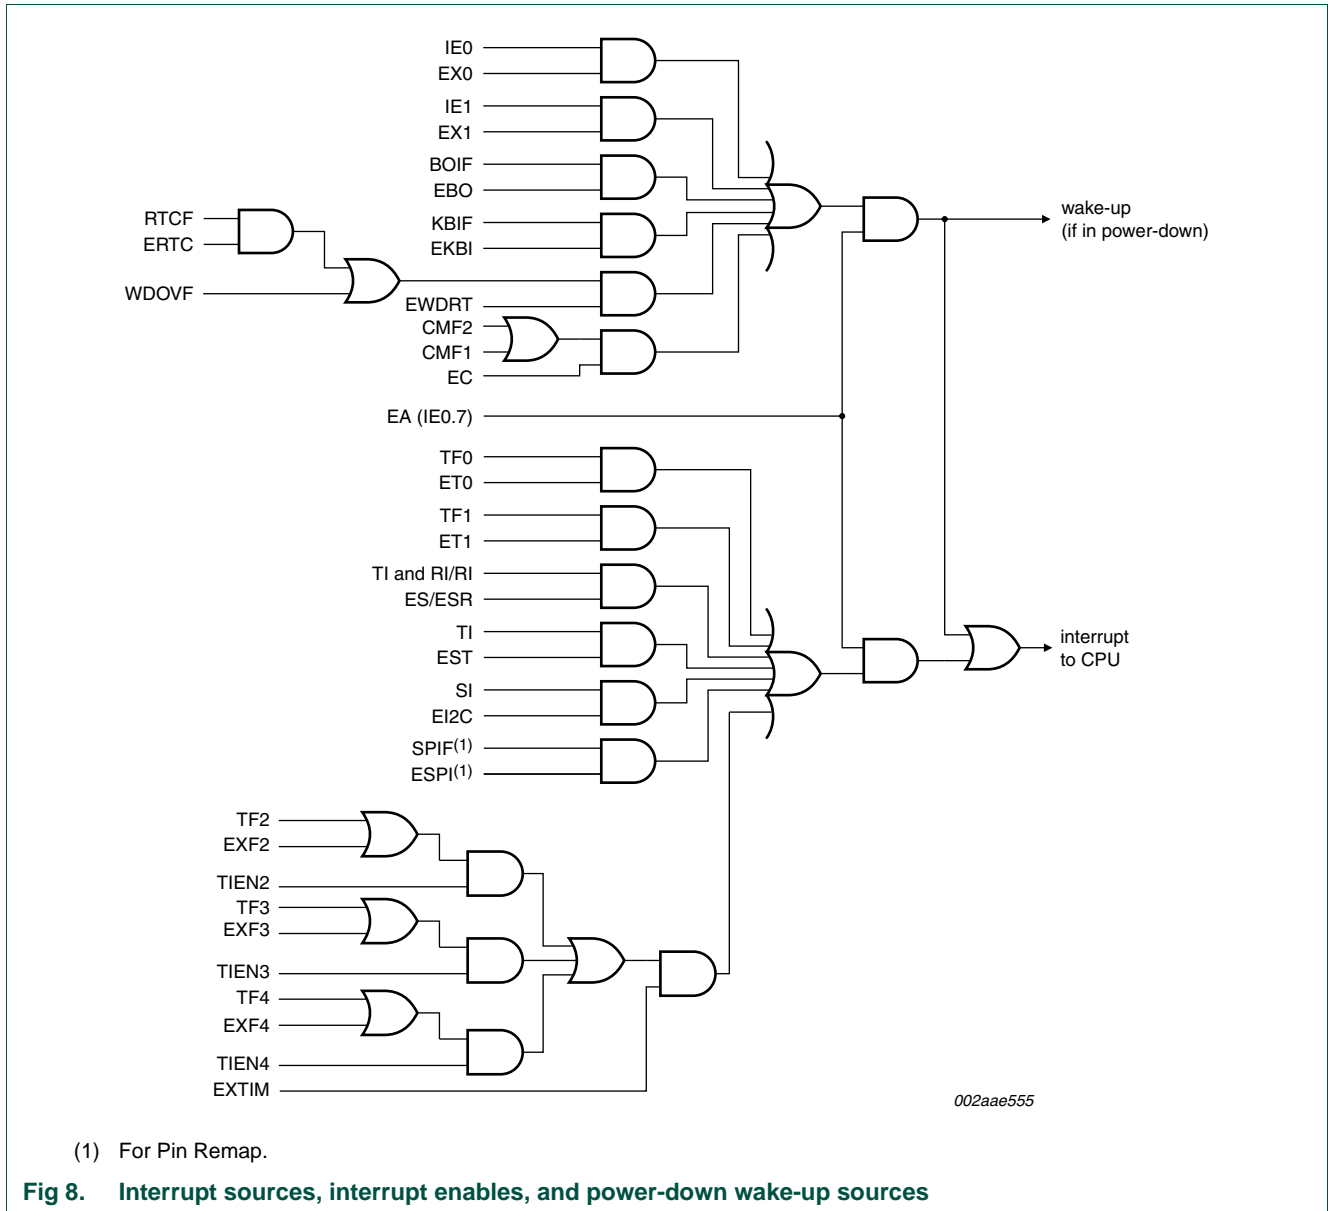 IE0
EX0
IE1
EX1
BOIF
EBO
KBIF
EKBI
RTCF
ERTC
WDOVF
EWDRT
CMF2
CMF1
EC
wake-up
(if in power-down)
EA (IE0.7)
TF0
ET0
TF1
ET1
TI and RI/RI
ES/ESR
TI
EST
SI
EI2C
SPIF(1)
ESPI(1)
interrupt
to CPU
TF2
EXF2
TIEN2
TF3
EXF3
TIEN3
TF4
EXF4
TIEN4
EXTIM
002aae555
(1) For Pin Remap.
Fig 8. Interrupt sources, interrupt enables, and power-down wake-up sources